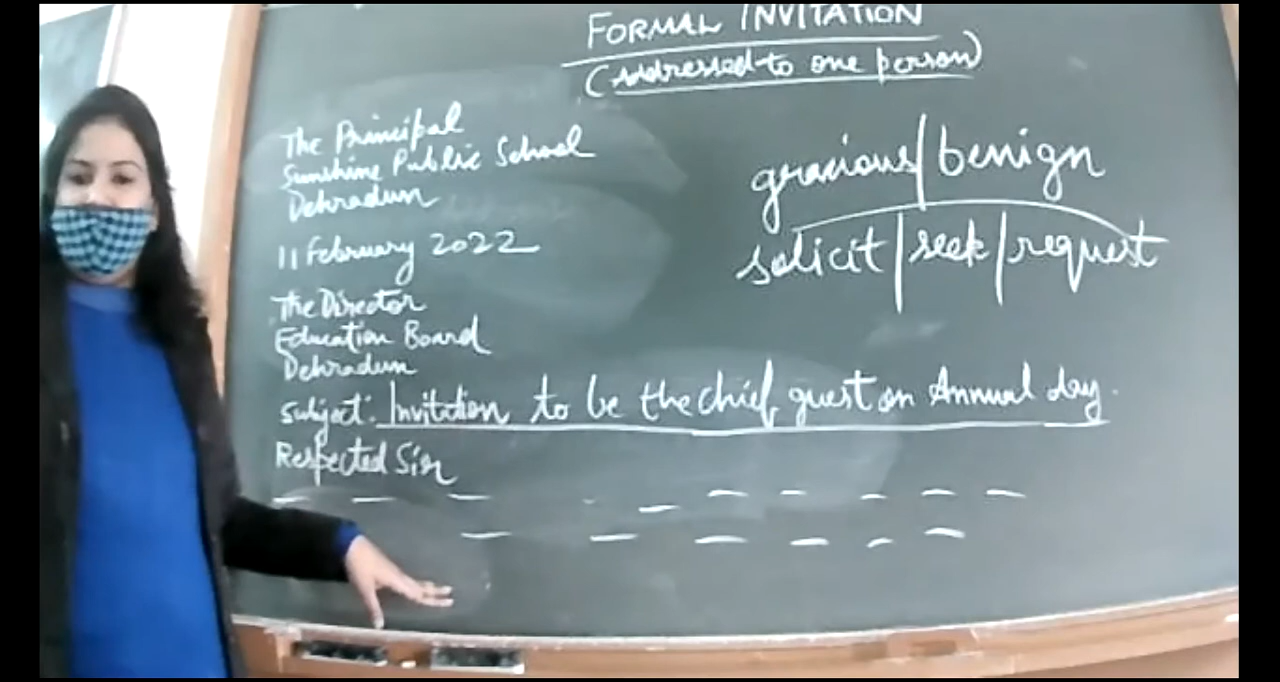 FORMAL INVITATION
(Addressed to one person)
The Principal
Sunshine Public School
Dehradun
11 February 2022
The Director
Education Board
Dehradun
Subject: Invitation to be the chief guest on Annual day.
Respected Sir
gracious/benign
solicit/seek/request